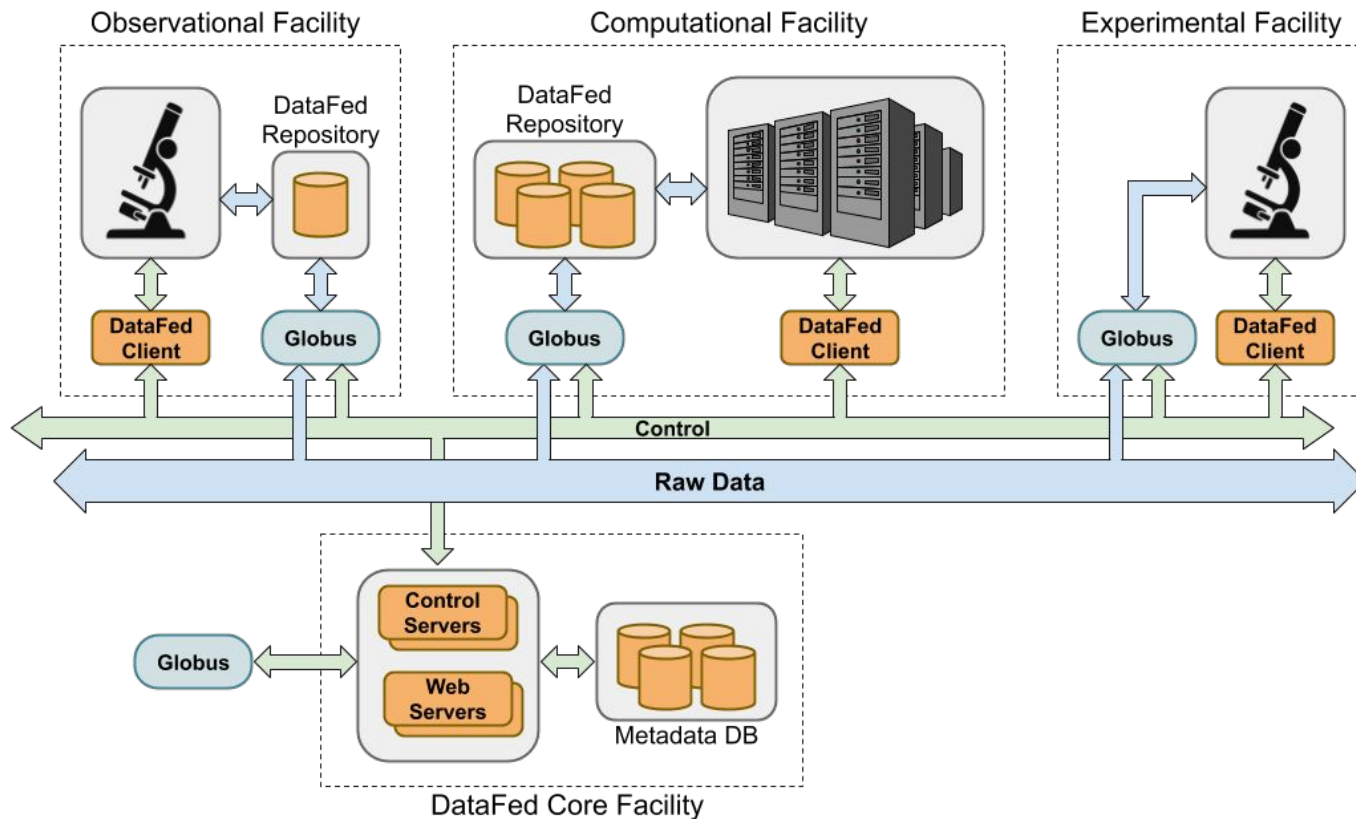 Observational Facility
Computational Facility
Experimental Facility
DataFed
Repository
DataFed
Repository
DataFed
Client
Globus
Globus
DataFed
Client
Globus
DataFed
Client
Control
Raw Data
Control
Servers
Web
Servers
Globus
Metadata DB
DataFed Core Facility